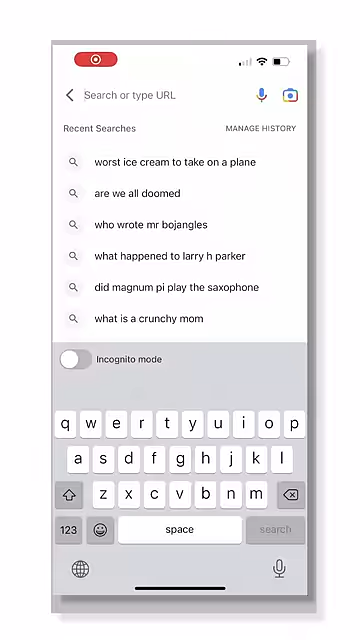 Search or type URL
Recent Searches MANAGE HISTORY
worst ice cream to take on a plane
are we all doomed
who wrote mr bojangles
what happened to larry h parker
did magnum pi play the saxophone
what is a crunchy mom
Incognito mode
q w e r t y u i o p
a s d f g h j k l
z x c v b n m
123 space search